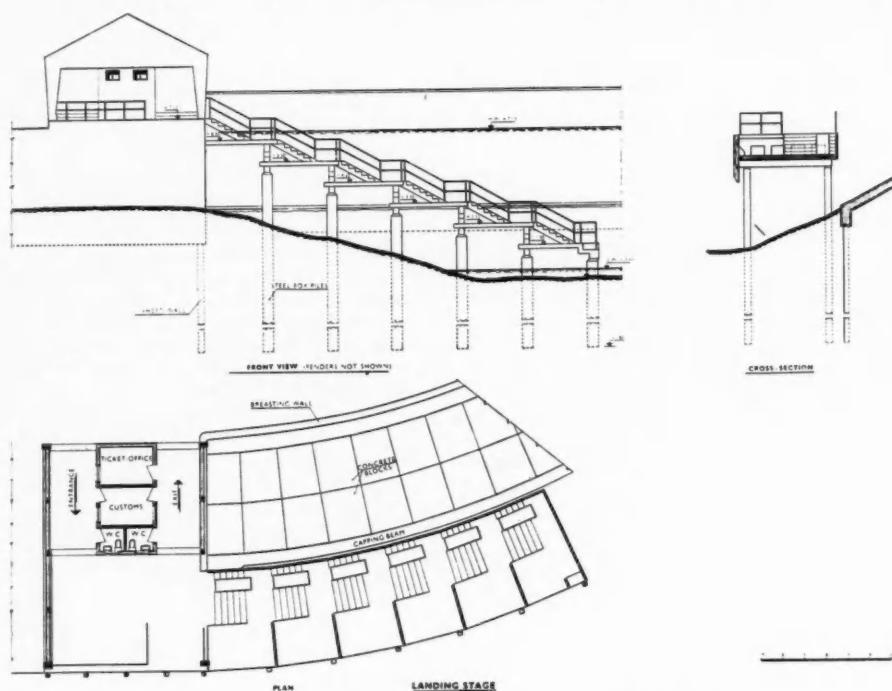 STEEL BOX PILES
SHEET WALL
FRONT VIEW (FENDERS NOT SHOWN)
CROSS-SECTION
BREASTING WALL
TICKET-OFFICE
ENTRANCE
EXIT
CUSTOMS
W.C
W.C
CONCRETE
BLOCKS
CAPPING BEAM
PLAN
LANDING STAGE